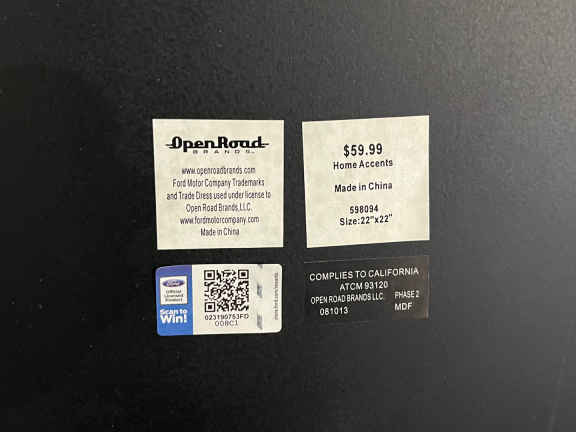 OpenRoad
BRANDS
www.openroadbrands.com
Ford Motor Company Trademarks
and Trade Dress used under license to
Open Road Brands,LLC.
www.fordmotorcompany.com
Made in China
$59.99
Home Accents
Made in China
598094
Size:22"x22"
Ford
Official
Licensed
Product
Scan to
Win!
023190753FD
008C1
COMPLIES TO CALIFORNIA
ATCM 93120
OPEN ROAD BRANDS LLC. PHASE 2
081013 MDF